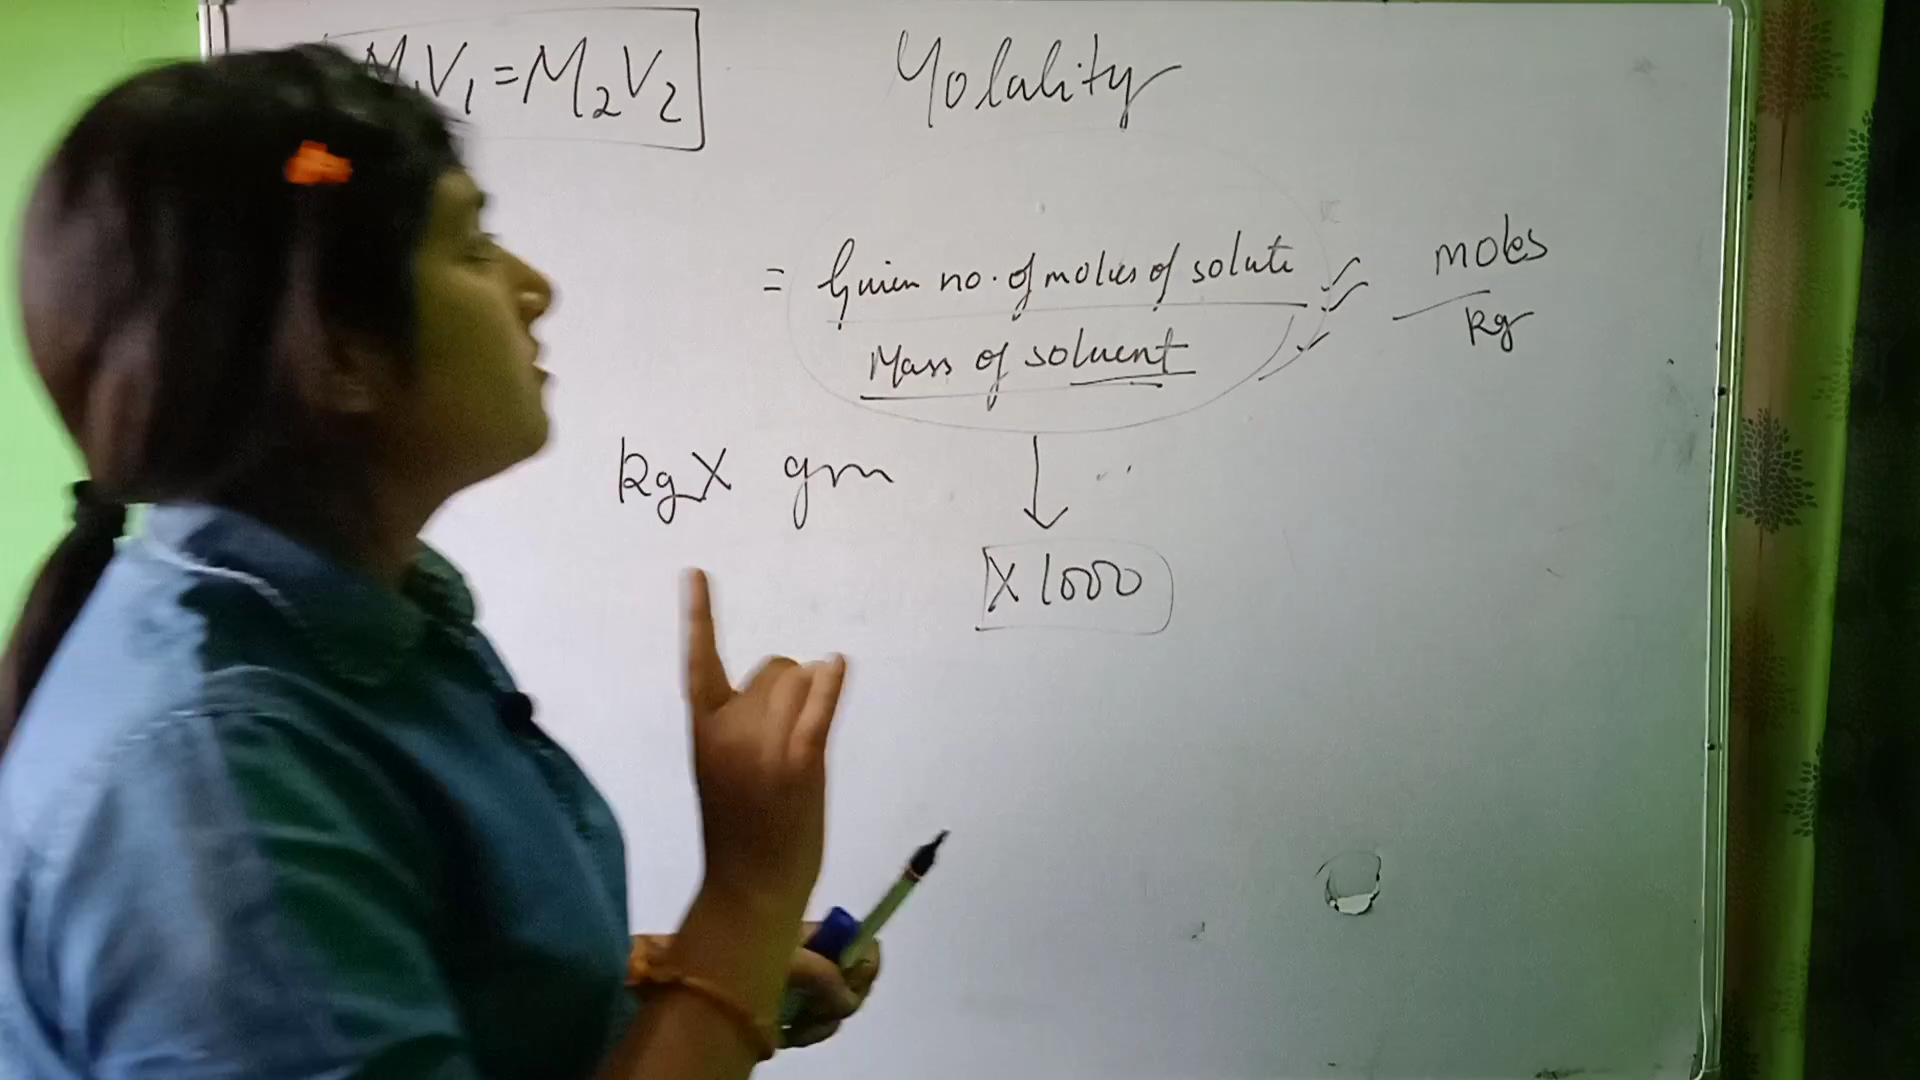 M1V1=M2V2
Molality
= Given no. of moles of solute
Mass of solvent
moles
kg
kg X gm
X 1000